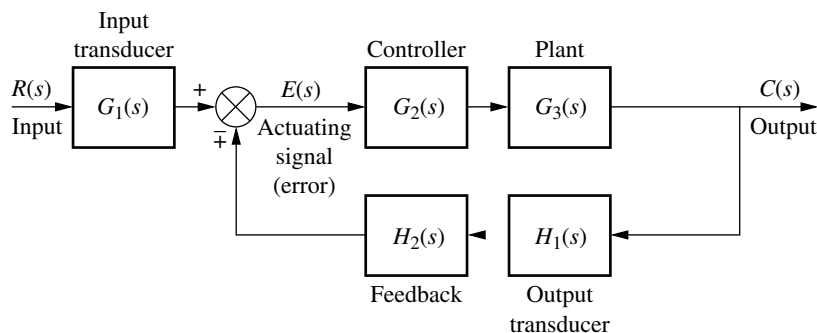 Input
transducer
Controller
Plant
R(s)
Input
G₁(s)
+
E(s)
Actuating
signal
(error)
G₂(s)
G₃(s)
C(s)
Output
∓
H₂(s)
H₁(s)
Feedback
Output
transducer